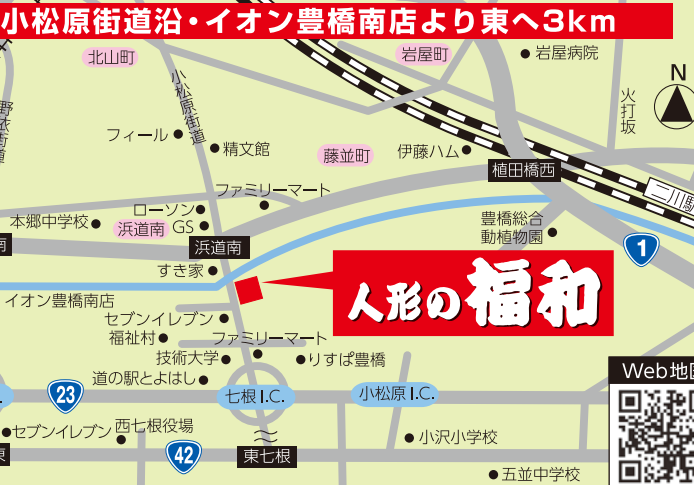 小松原街道沿・イオン豊橋南店より東へ3km
北山町
岩屋町
岩屋病院
N
小松原街道
火打坂
野依街道
フィール
精文館
藤並町
伊藤ハム
植田橋西
ファミリーマート
二川駅
ローソン
本郷中学校
浜道南
GS
豊橋総合
動植物園
南
浜道南
1
すき家
人形の福和
イオン豊橋南店
セブンイレブン
福祉村
ファミリーマート
技術大学
りすぱ豊橋
道の駅とよはし
Web地図
23
七根I.C.
小松原I.C.
セブンイレブン
西七根役場
42
東七根
小沢小学校
五並中学校